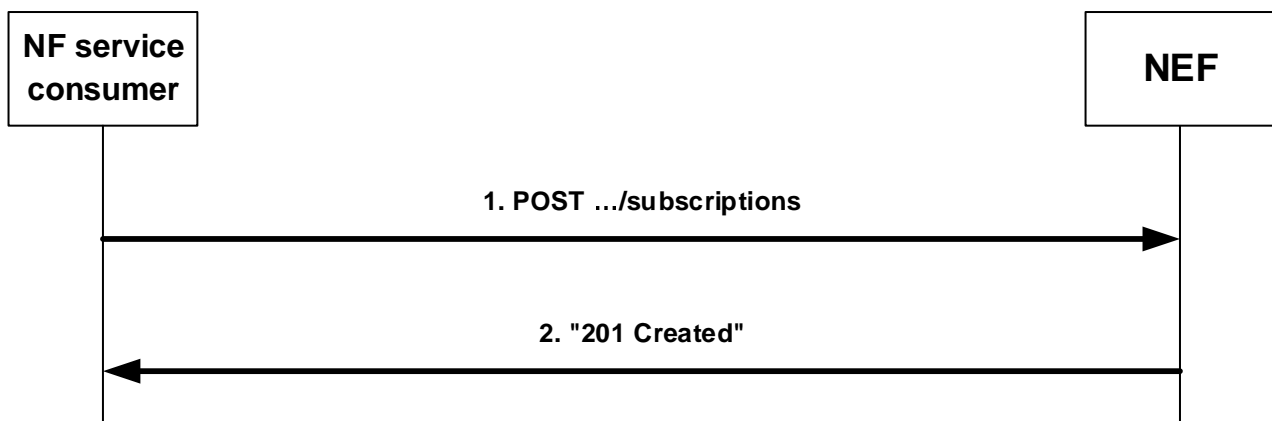 NF service
consumer
NEF
1. POST …/subscriptions
2. "201 Created"